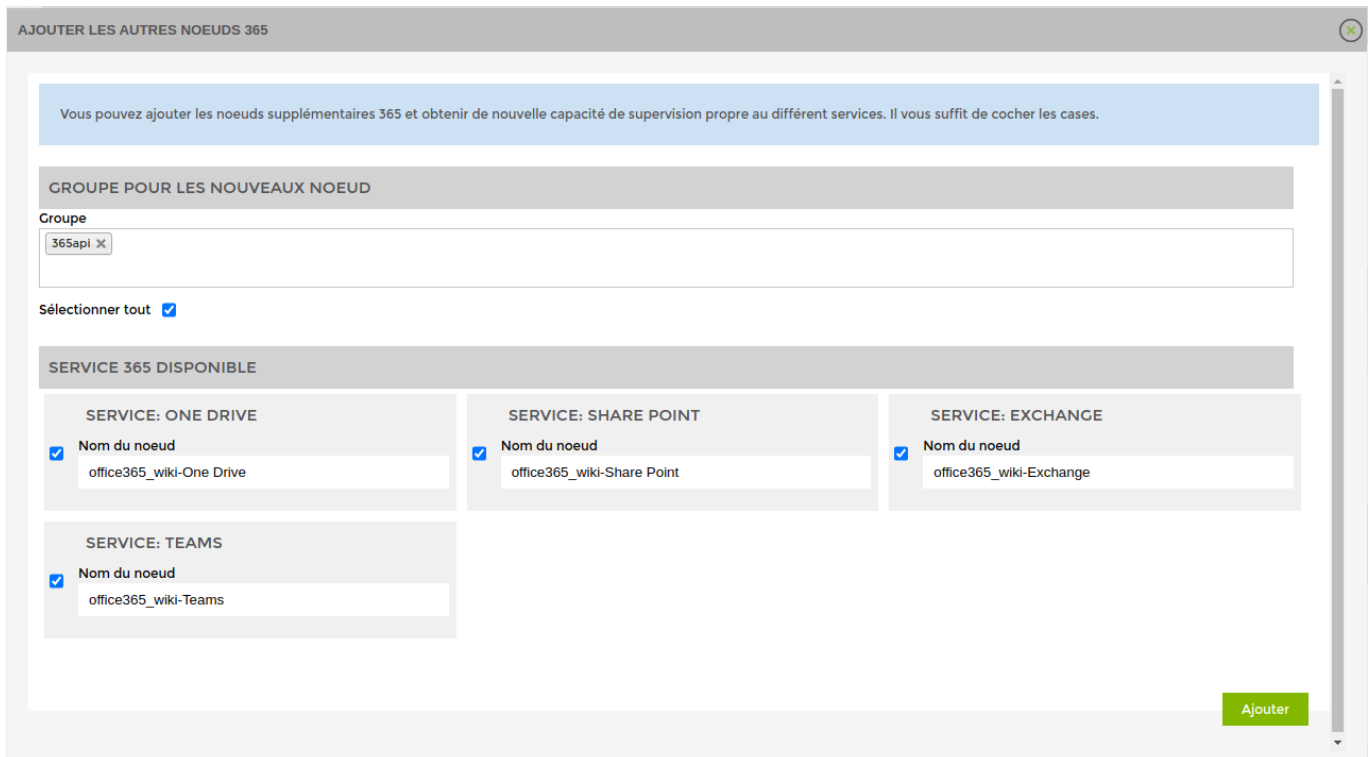 AJOUTER LES AUTRES NOEUDS 365
Vous pouvez ajouter les noeuds supplémentaires 365 et obtenir de nouvelle capacité de supervision propre au différent services. Il vous suffit de cocher les cases.
GROUPE POUR LES NOUVEAUX NOEUD
Groupe
365api
Sélectionner tout
SERVICE 365 DISPONIBLE
SERVICE: ONE DRIVE
Nom du noeud
office365_wiki-One Drive
SERVICE: SHARE POINT
Nom du noeud
office365_wiki-Share Point
SERVICE: EXCHANGE
Nom du noeud
office365_wiki-Exchange
SERVICE: TEAMS
Nom du noeud
office365_wiki-Teams
Ajouter